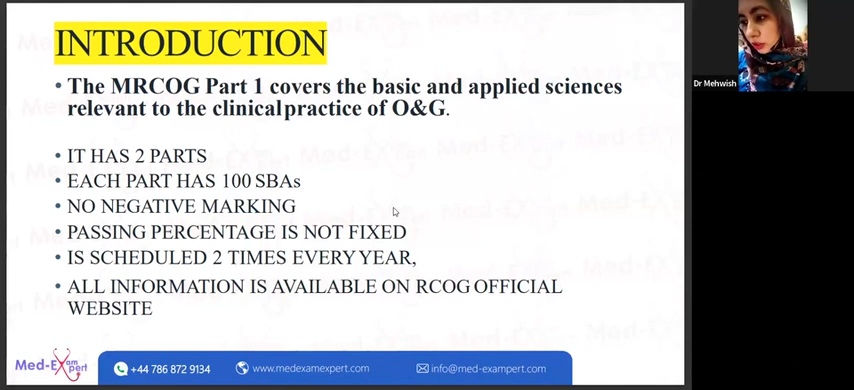 INTRODUCTION
• The MRCOG Part 1 covers the basic and applied sciences
relevant to the clinical practice of O&G.
• IT HAS 2 PARTS
• EACH PART HAS 100 SBAs
• NO NEGATIVE MARKING
• PASSING PERCENTAGE IS NOT FIXED
• IS SCHEDULED 2 TIMES EVERY YEAR,
• ALL INFORMATION IS AVAILABLE ON RCOG OFFICIAL
WEBSITE
Med-Exam Expert
+44 786 872 9134
www.medexamexpert.com
info@med-exampert.com
Dr Mehwish